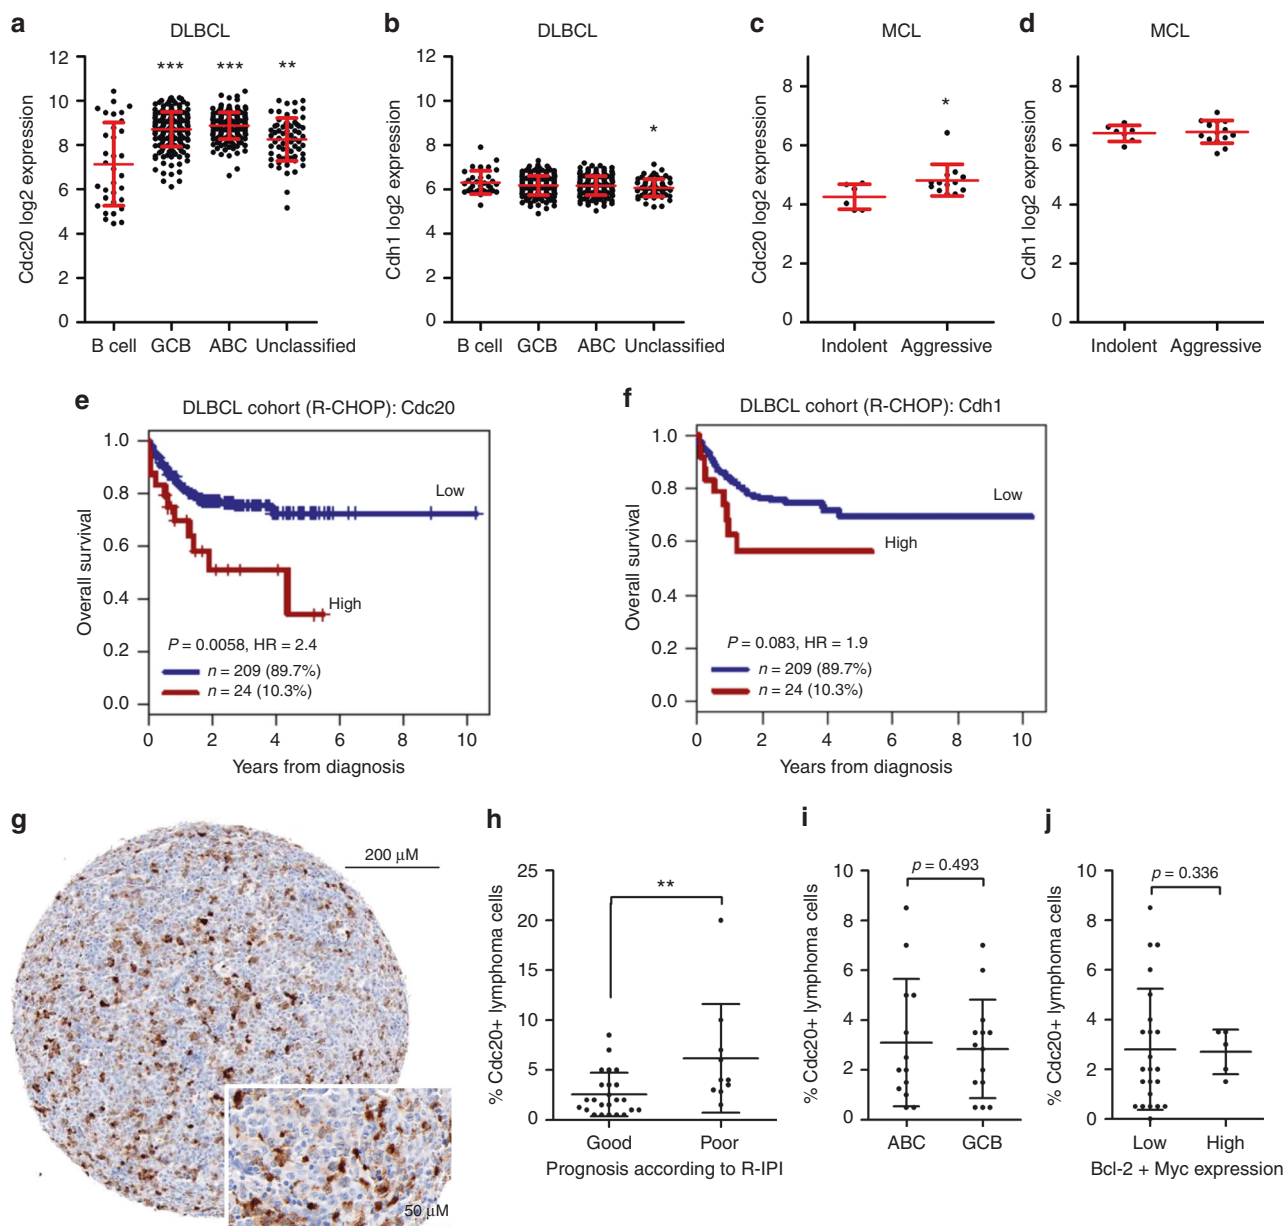 a
DLBCL
Cdc20 log2 expression
12
10
8
6
4
2
0
*** *** **
B cell GCB ABC Unclassified
b
DLBCL
Cdh1 log2 expression
12
10
8
6
4
2
0
*
B cell GCB ABC Unclassified
c
MCL
Cdc20 log2 expression
8
6
4
2
0
*
Indolent Aggressive
d
MCL
Cdh1 log2 expression
8
6
4
2
0
Indolent Aggressive
e
DLBCL cohort (R-CHOP): Cdc20
Overall survival
1.0
0.8
0.6
0.4
0.2
0.0
Low
High
P = 0.0058, HR = 2.4
n = 209 (89.7%)
n = 24 (10.3%)
0 2 4 6 8 10
Years from diagnosis
f
DLBCL cohort (R-CHOP): Cdh1
Overall survival
1.0
0.8
0.6
0.4
0.2
0.0
Low
High
P = 0.083, HR = 1.9
n = 209 (89.7%)
n = 24 (10.3%)
0 2 4 6 8 10
Years from diagnosis
g
200 µM
50 µM
h
% Cdc20+ lymphoma cells
25
20
15
10
5
0
**
Good Poor
Prognosis according to R-IPI
i
% Cdc20+ lymphoma cells
10
8
6
4
2
0
p = 0.493
ABC GCB
j
% Cdc20+ lymphoma cells
10
8
6
4
2
0
p = 0.336
Low High
Bcl-2 + Myc expression